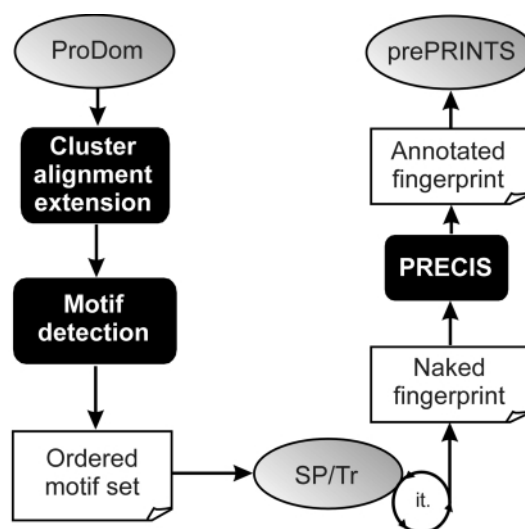 ProDom
Cluster
alignment
extension
Motif
detection
Ordered
motif set
SP/Tr
it.
Naked
fingerprint
PRECIS
Annotated
fingerprint
prePRINTS